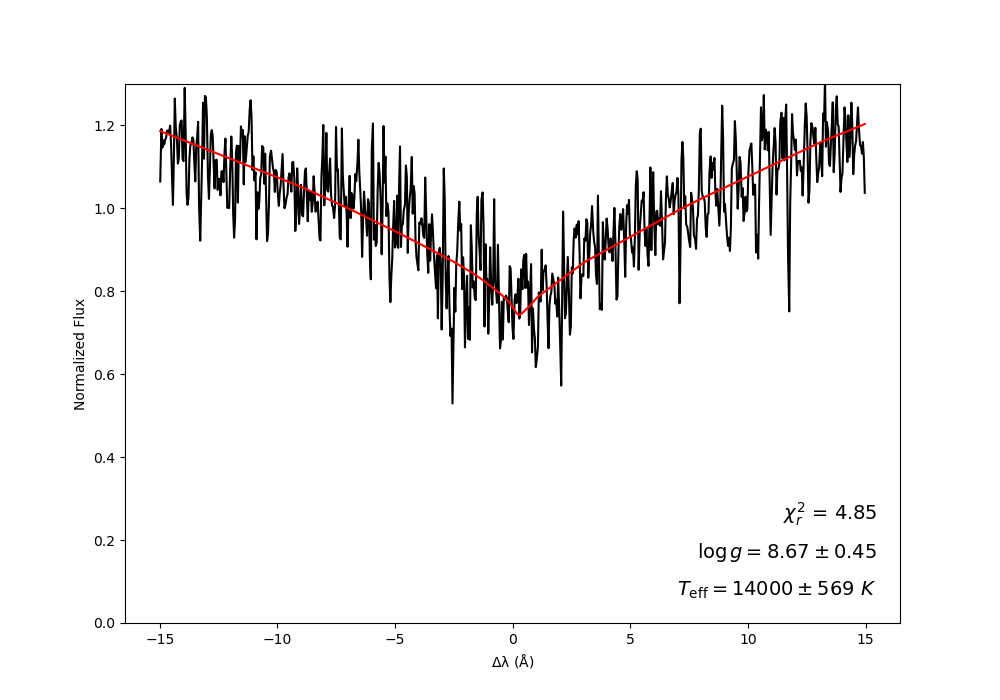 1.2
1.0
0.8
0.6
0.4
0.2
0.0
Normalized Flux
χ²ᵣ = 4.85
log g = 8.67 ± 0.45
T_eff = 14000 ± 569 K
−15 −10 −5 0 5 10 15
Δλ (Å)